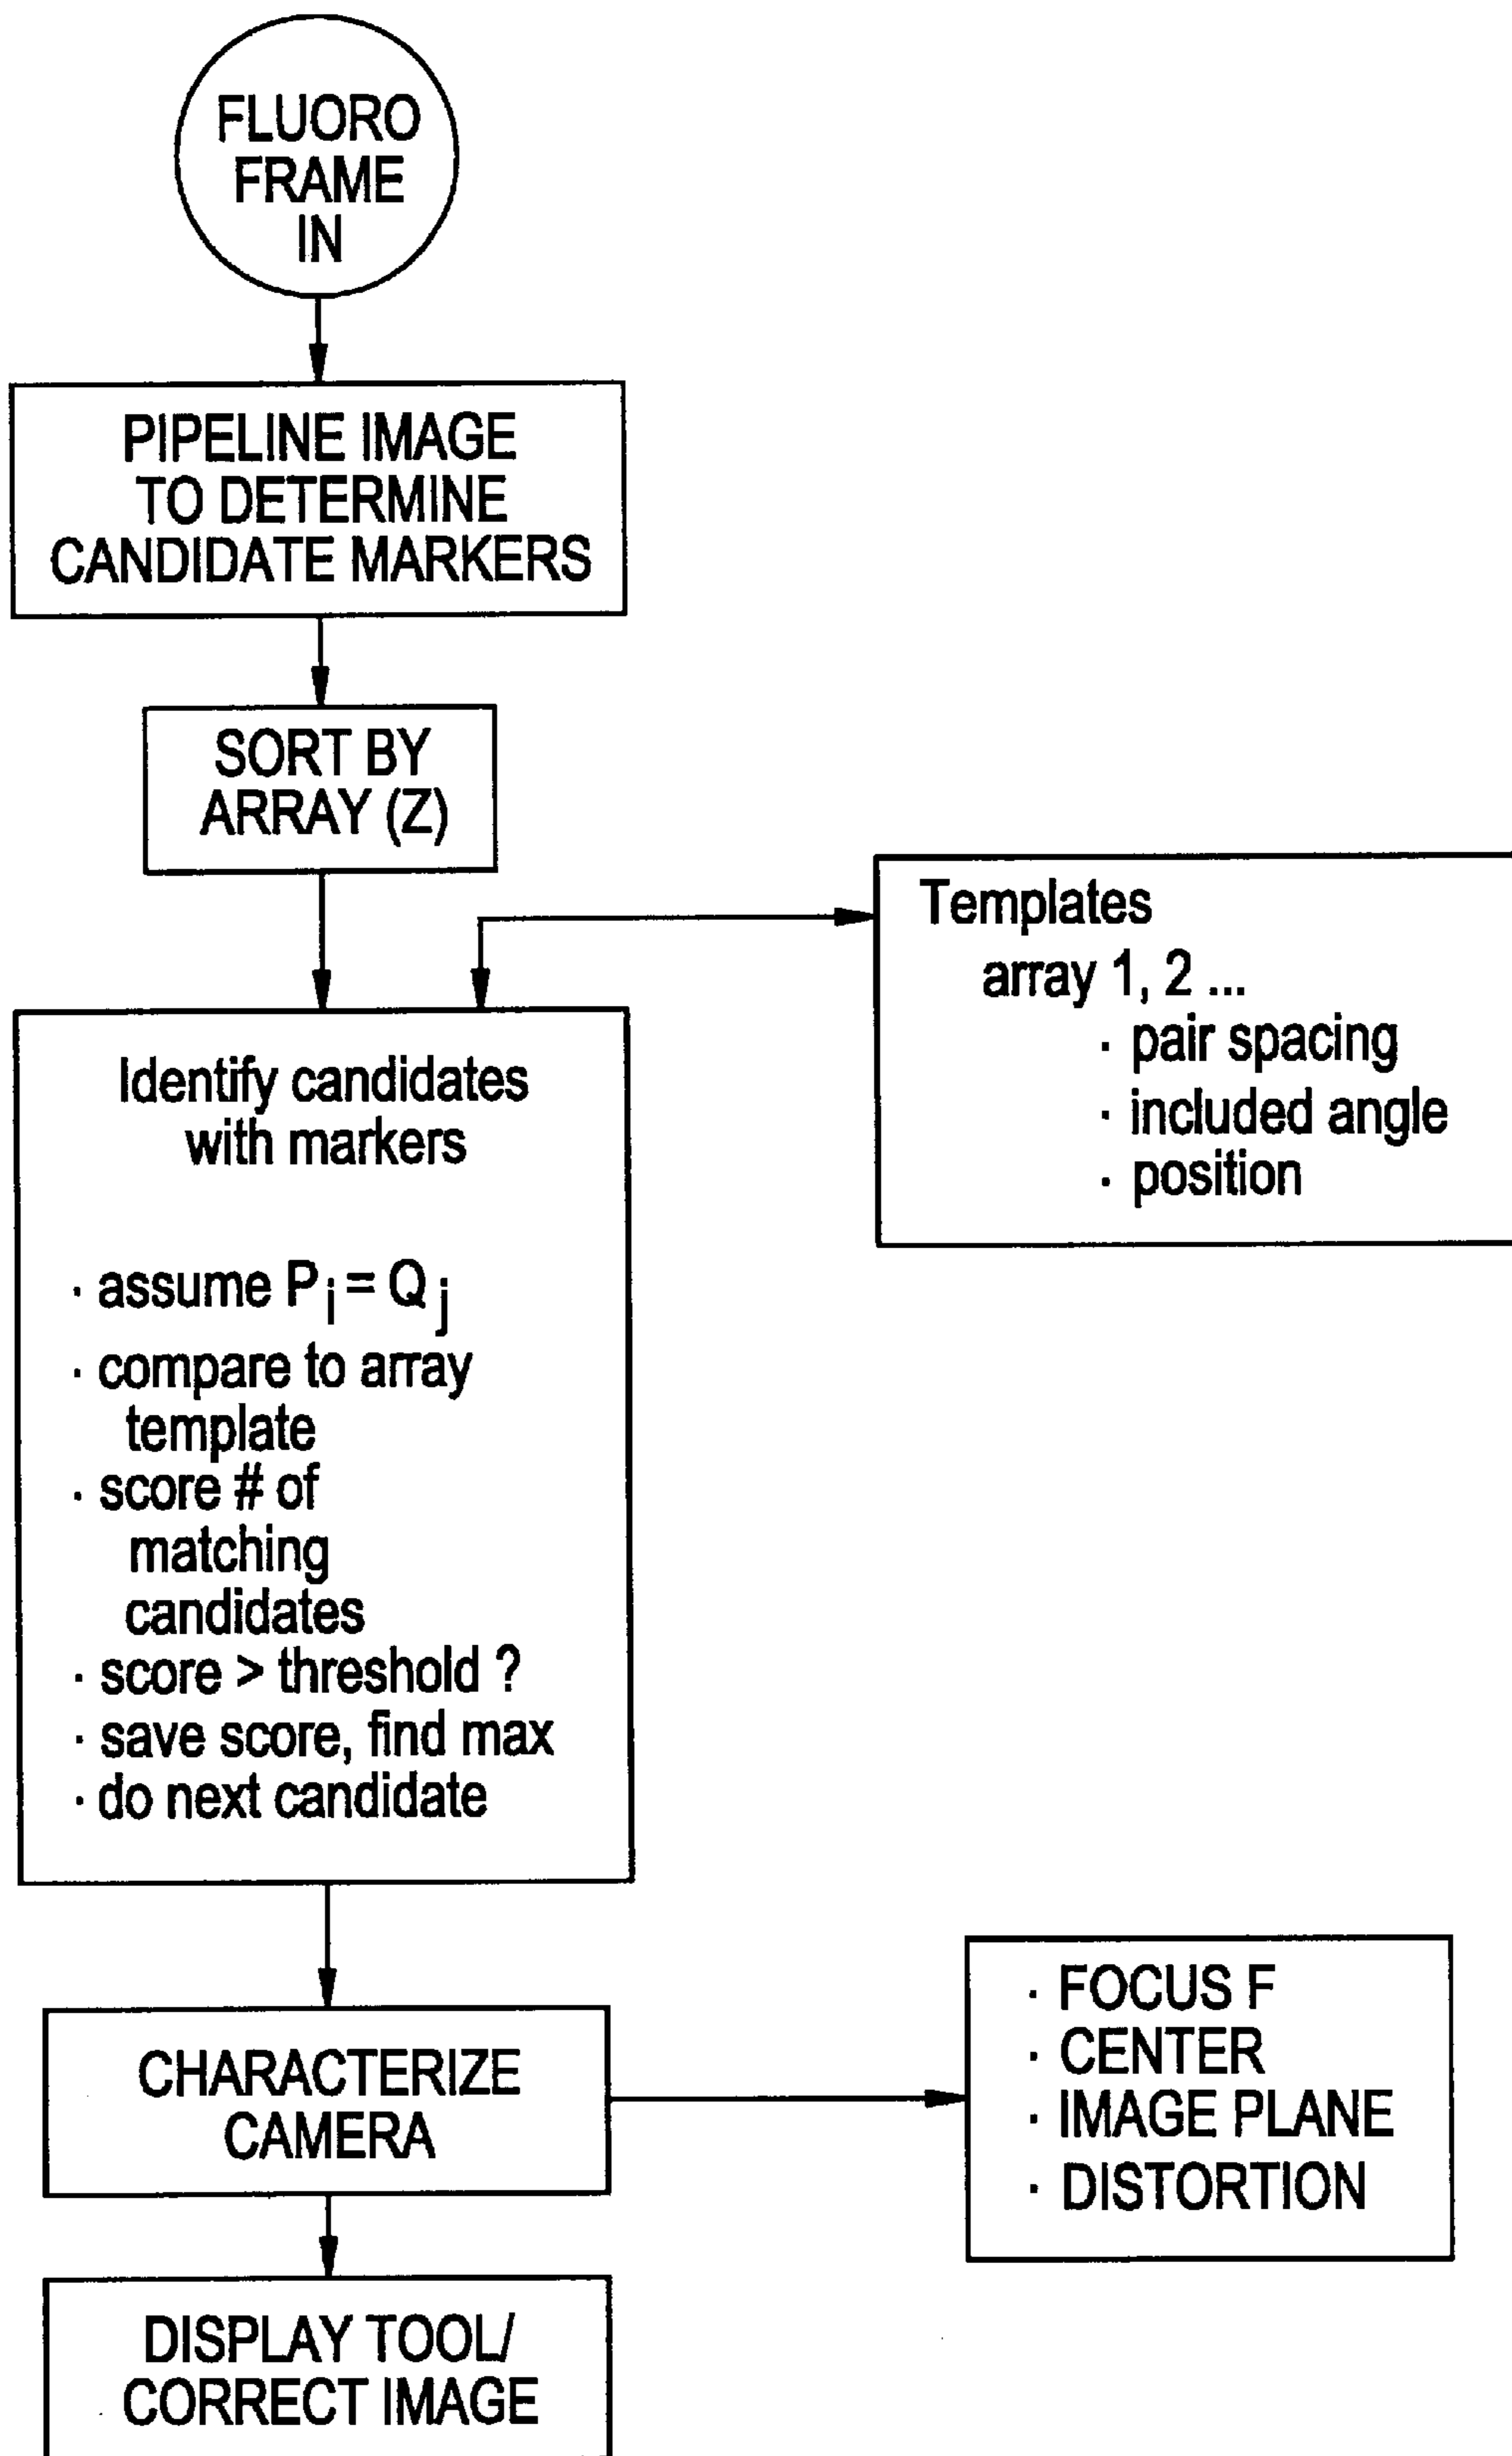 FLUORO
FRAME
IN
PIPELINE IMAGE
TO DETERMINE
CANDIDATE MARKERS
SORT BY
ARRAY (Z)
Templates
array 1, 2 ...
· pair spacing
· included angle
· position
Identify candidates
with markers
· assume P i = Q j
· compare to array
template
· score # of
matching
candidates
· score > threshold ?
· save score, find max
· do next candidate
CHARACTERIZE
CAMERA
· FOCUS F
· CENTER
· IMAGE PLANE
· DISTORTION
DISPLAY TOOL/
CORRECT IMAGE